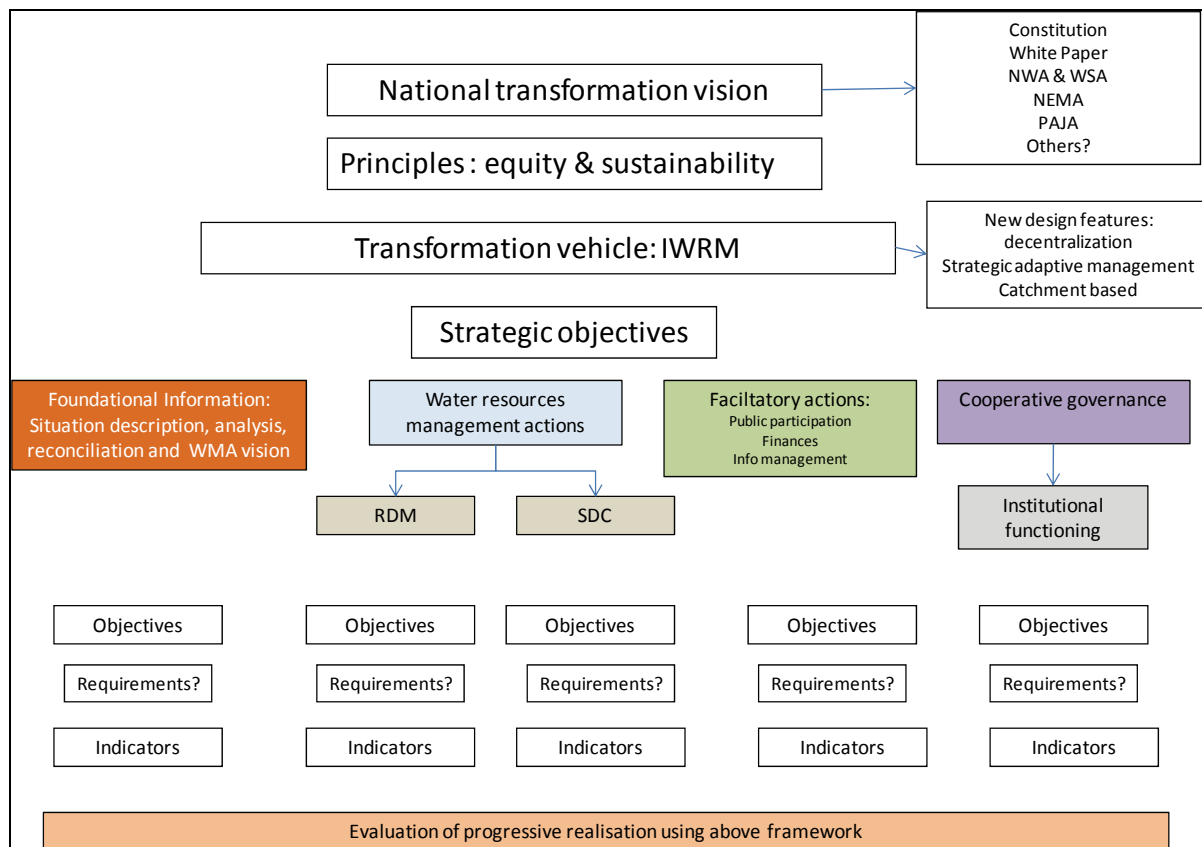 Constitution
White Paper
NWA & WSA
NEMA
PAJA
Others?
National transformation vision
Principles : equity & sustainability
Transformation vehicle: IWRM
New design features:
decentralization
Strategic adaptive management
Catchment based
Strategic objectives
Foundational Information:
Situation description, analysis,
reconciliation and WMA vision
Water resources
management actions
Faciltatory actions:
Public participation
Finances
Info management
Cooperative governance
RDM
SDC
Institutional
functioning
Objectives
Objectives
Objectives
Objectives
Objectives
Requirements?
Requirements?
Requirements?
Requirements?
Requirements?
Indicators
Indicators
Indicators
Indicators
Indicators
Evaluation of progressive realisation using above framework